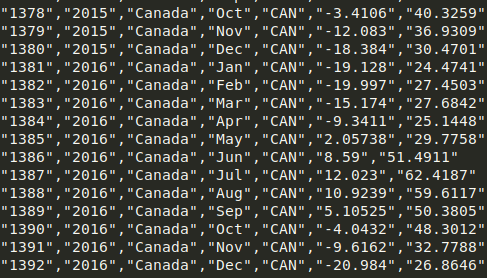 "1378","2015","Canada","Oct","CAN","-3.4106","40.3259"
"1379","2015","Canada","Nov","CAN","-12.083","36.9309"
"1380","2015","Canada","Dec","CAN","-18.384","30.4701"
"1381","2016","Canada","Jan","CAN","-19.128","24.4741"
"1382","2016","Canada","Feb","CAN","-19.997","27.4503"
"1383","2016","Canada","Mar","CAN","-15.174","27.6842"
"1384","2016","Canada","Apr","CAN","-9.3411","25.1448"
"1385","2016","Canada","May","CAN","2.05738","29.7758"
"1386","2016","Canada","Jun","CAN","8.59","51.4911"
"1387","2016","Canada","Jul","CAN","12.023","62.4187"
"1388","2016","Canada","Aug","CAN","10.9239","59.6117"
"1389","2016","Canada","Sep","CAN","5.10525","50.3805"
"1390","2016","Canada","Oct","CAN","-4.0432","48.3012"
"1391","2016","Canada","Nov","CAN","-9.6162","32.7788"
"1392","2016","Canada","Dec","CAN","-20.984","26.8646"